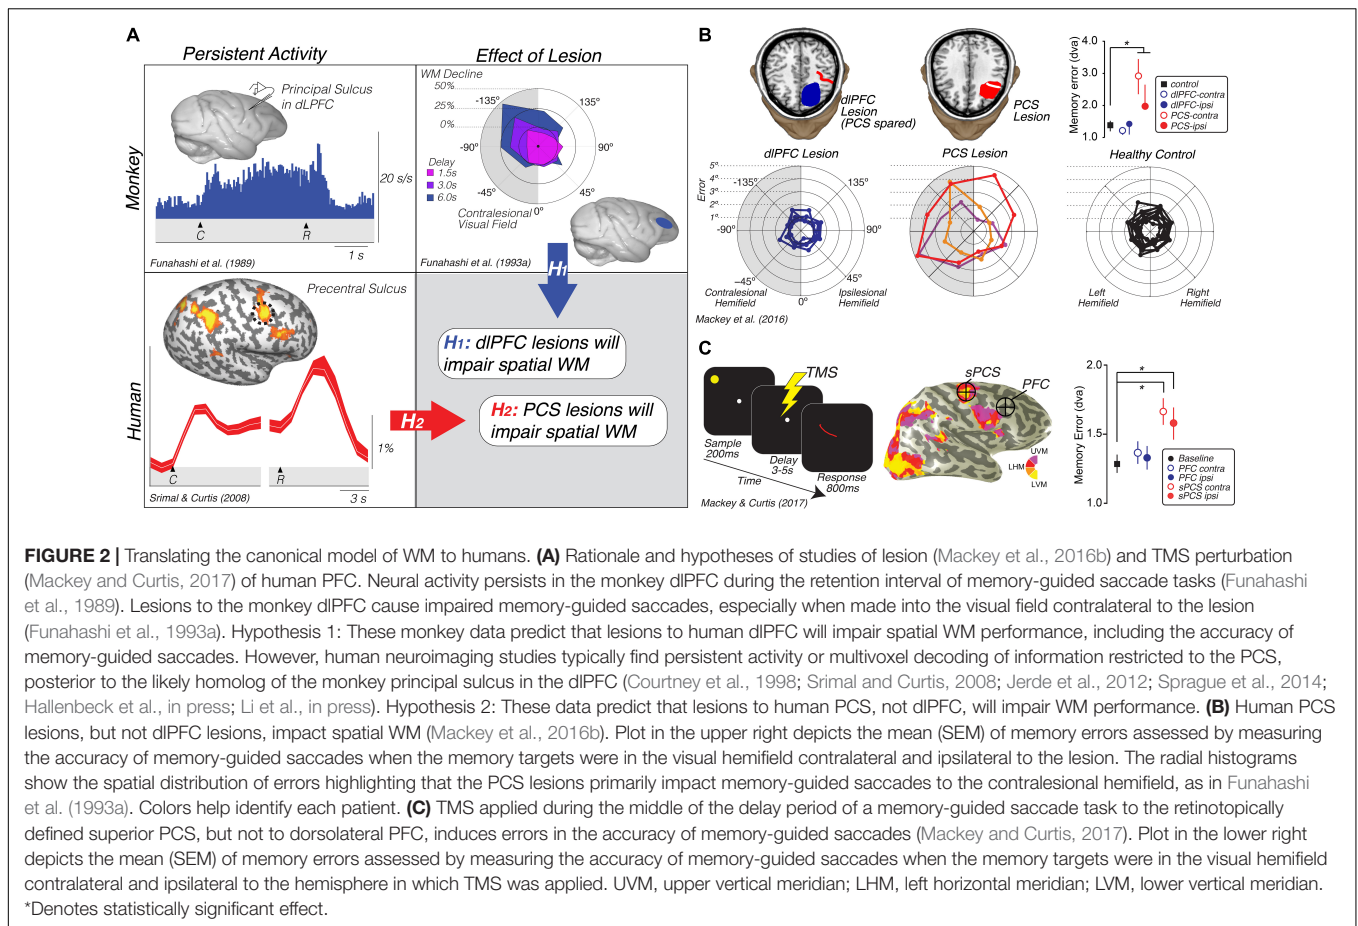 A
Persistent Activity
Effect of Lesion
Monkey
Human
Principal Sulcus
in dLPFC
20 s/s
C
R
1 s
Funahashi et al. (1989)
WM Decline
50%
25%
0%
-135º
135º
-90º
90º
-45º
45º
0º
Delay
1.5s
3.0s
6.0s
Contralesional
Visual Field
Funahashi et al. (1993a)
H1
Precentral Sulcus
1%
C
R
3 s
Srimal & Curtis (2008)
H2
H1: dlPFC lesions will
impair spatial WM
H2: PCS lesions will
impair spatial WM
B
dlPFC
Lesion
(PCS spared)
PCS
Lesion
Memory error (dva)
4.0
3.0
2.0
1.0
*
control
dlPFC-contra
dlPFC-ipsi
PCS-contra
PCS-ipsi
dlPFC Lesion
PCS Lesion
Healthy Control
Error
5º
4º
3º
2º
1º
-135º
135º
-90º
90º
-45º
45º
0º
Contralesional
Hemifield
Ipsilesional
Hemifield
Left
Hemifield
Right
Hemifield
Mackey et al. (2016)
C
TMS
Sample
200ms
Delay
3-5s
Response
800ms
Time
Mackey & Curtis (2017)
sPCS
PFC
UVM
LHM
LVM
Memory Error (dva)
2.0
1.5
1.0
*
*
Baseline
PFC contra
PFC ipsi
sPCS contra
sPCS ipsi
FIGURE 2 | Translating the canonical model of WM to humans. (A) Rationale and hypotheses of studies of lesion (Mackey et al., 2016b) and TMS perturbation
(Mackey and Curtis, 2017) of human PFC. Neural activity persists in the monkey dlPFC during the retention interval of memory-guided saccade tasks (Funahashi
et al., 1989). Lesions to the monkey dlPFC cause impaired memory-guided saccades, especially when made into the visual field contralateral to the lesion
(Funahashi et al., 1993a). Hypothesis 1: These monkey data predict that lesions to human dlPFC will impair spatial WM performance, including the accuracy of
memory-guided saccades. However, human neuroimaging studies typically find persistent activity or multivoxel decoding of information restricted to the PCS,
posterior to the likely homolog of the monkey principal sulcus in the dlPFC (Courtney et al., 1998; Srimal and Curtis, 2008; Jerde et al., 2012; Sprague et al., 2014;
Hallenbeck et al., in press; Li et al., in press). Hypothesis 2: These data predict that lesions to human PCS, not dlPFC, will impair WM performance. (B) Human PCS
lesions, but not dlPFC lesions, impact spatial WM (Mackey et al., 2016b). Plot in the upper right depicts the mean (SEM) of memory errors assessed by measuring
the accuracy of memory-guided saccades when the memory targets were in the visual hemifield contralateral and ipsilateral to the lesion. The radial histograms
show the spatial distribution of errors highlighting that the PCS lesions primarily impact memory-guided saccades to the contralesional hemifield, as in Funahashi
et al. (1993a). Colors help identify each patient. (C) TMS applied during the middle of the delay period of a memory-guided saccade task to the retinotopically
defined superior PCS, but not to dorsolateral PFC, induces errors in the accuracy of memory-guided saccades (Mackey and Curtis, 2017). Plot in the lower right
depicts the mean (SEM) of memory errors assessed by measuring the accuracy of memory-guided saccades when the memory targets were in the visual hemifield
contralateral and ipsilateral to the hemisphere in which TMS was applied. UVM, upper vertical meridian; LHM, left horizontal meridian; LVM, lower vertical meridian.
*Denotes statistically significant effect.